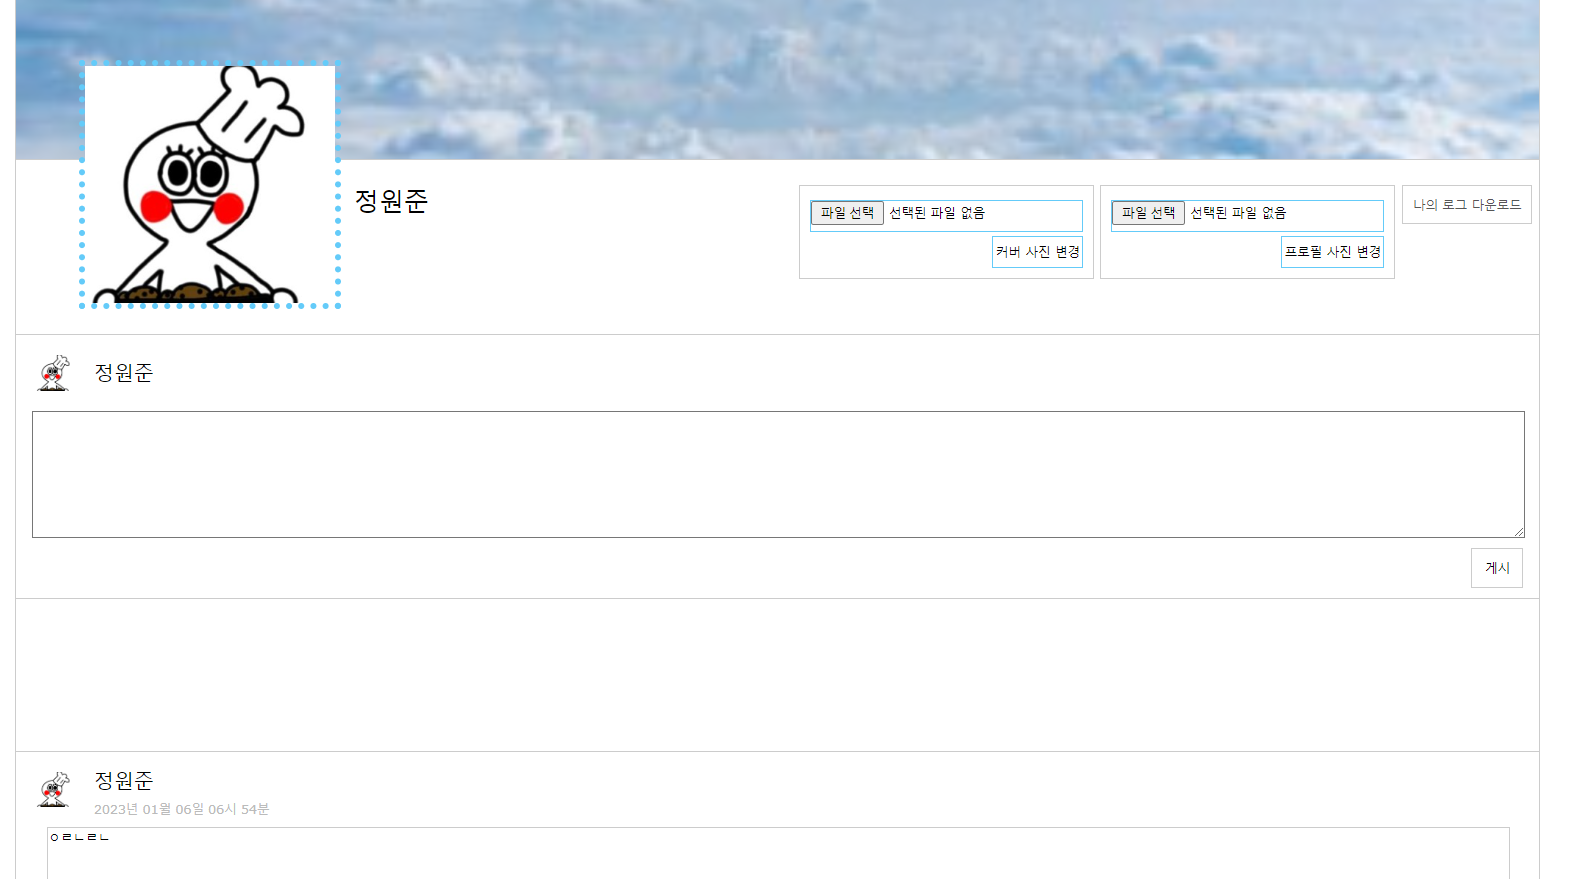 정원준
파일 선택 선택된 파일 없음
커버 사진 변경
파일 선택 선택된 파일 없음
프로필 사진 변경
나의 로그 다운로드
정원준
게시
정원준
2023년 01월 06일 06시 54분
ㅇㄹㄴㄹㄴ